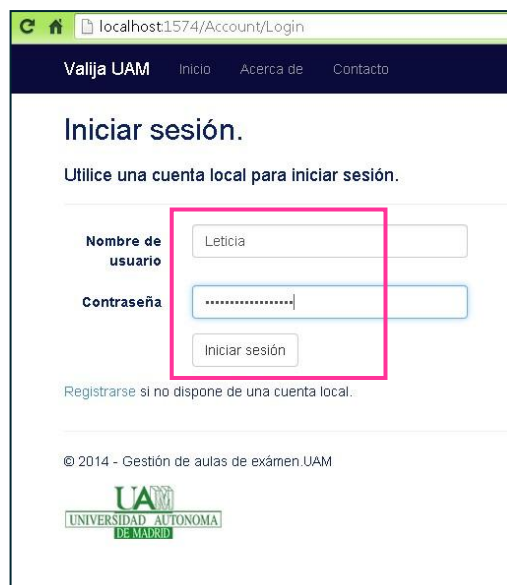 localhost:1574/Account/Login
Valija UAM Inicio Acerca de Contacto
Iniciar sesión.
Utilice una cuenta local para iniciar sesión.
Nombre de
usuario
Leticia
Contraseña
••••••••••••••••••
Iniciar sesión
Registrarse si no dispone de una cuenta local.
© 2014 - Gestión de aulas de exámen.UAM
UAM
UNIVERSIDAD AUTONOMA
DE MADRID